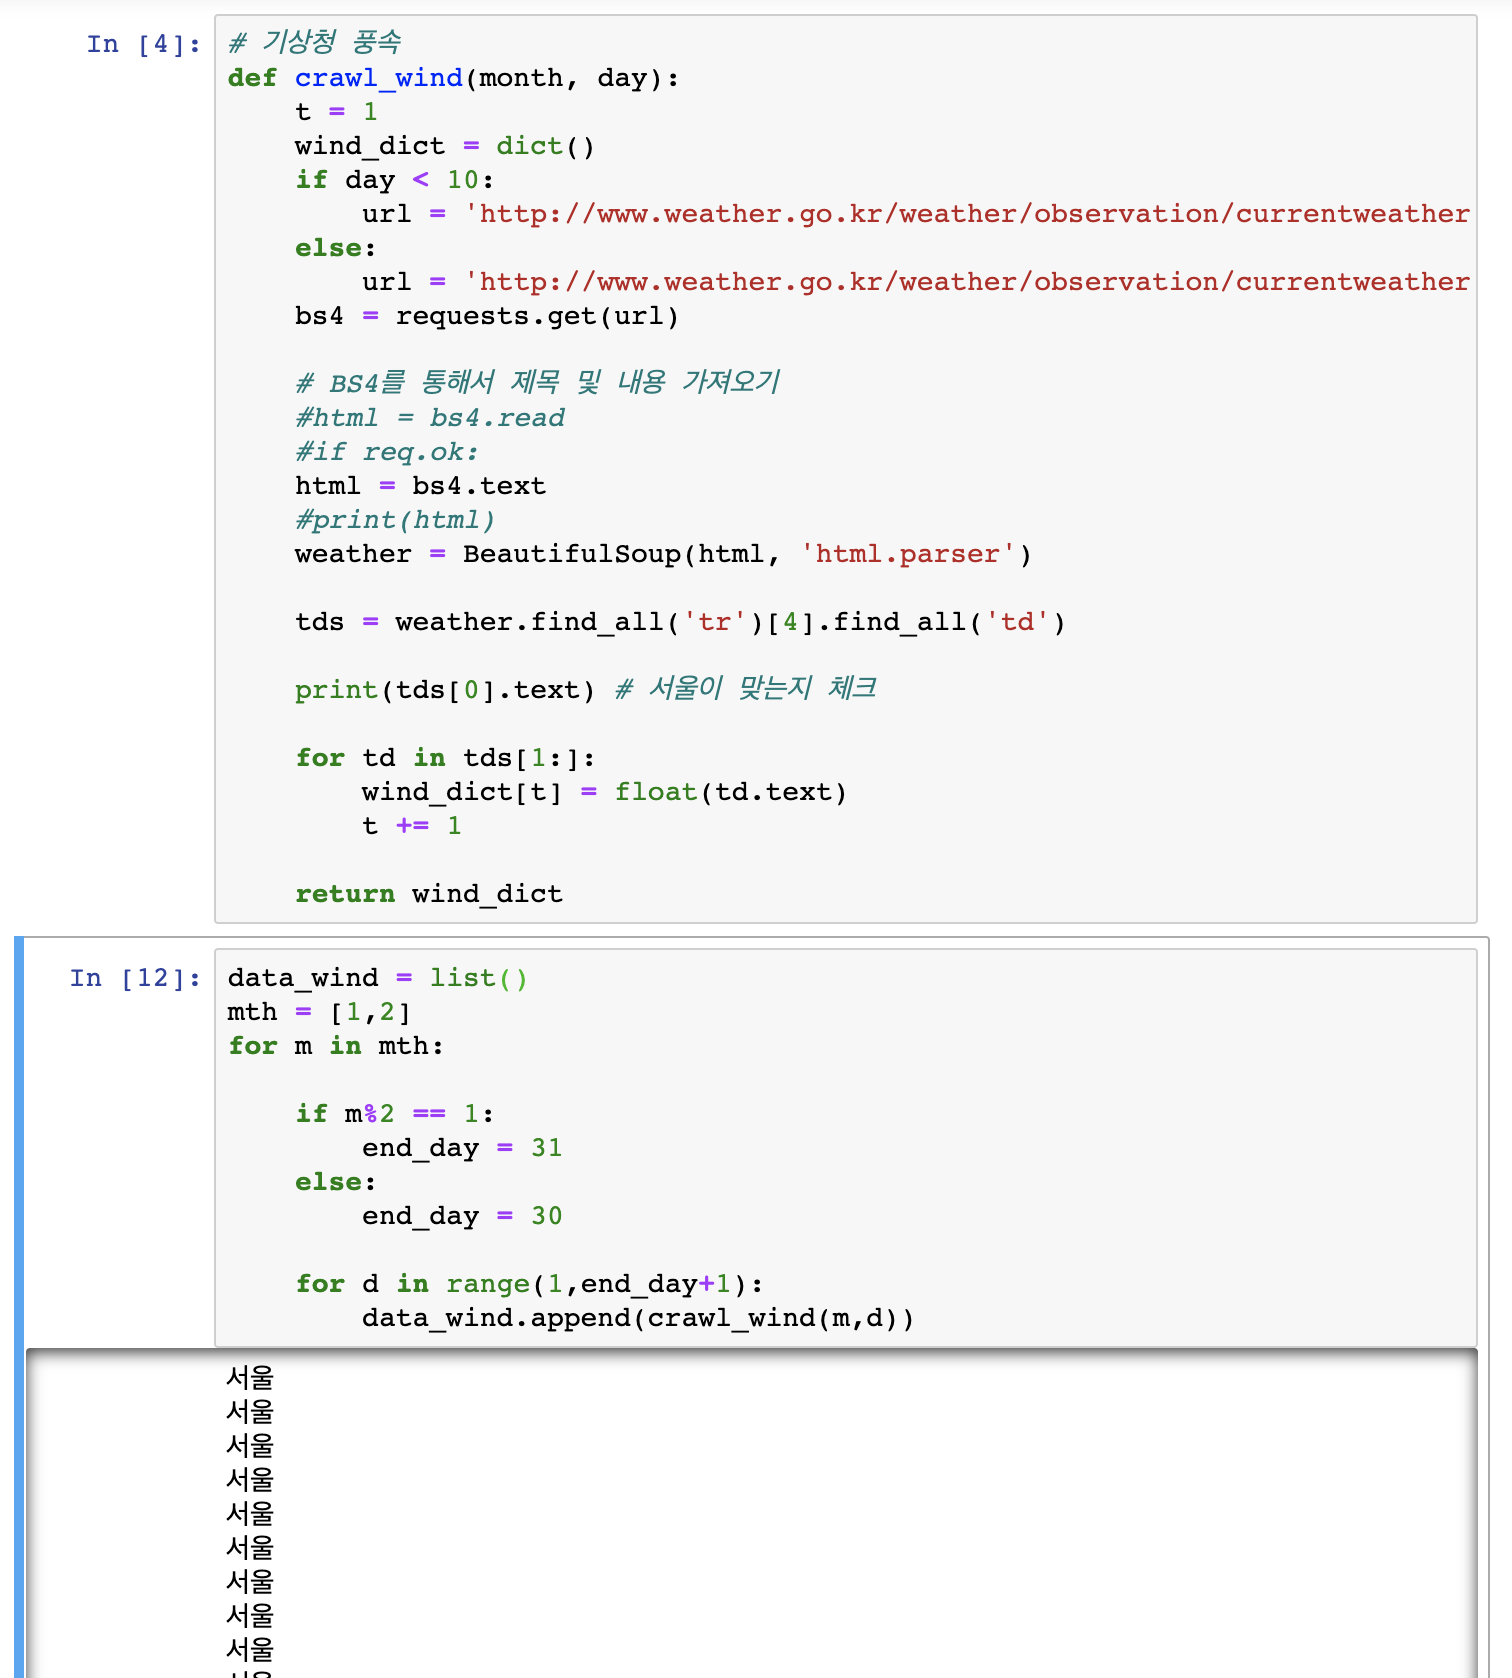 In [4]:
# 기상청 풍속
def crawl_wind(month, day):
    t = 1
    wind_dict = dict()
    if day < 10:
        url = 'http://www.weather.go.kr/weather/observation/currentweather
    else:
        url = 'http://www.weather.go.kr/weather/observation/currentweather
    bs4 = requests.get(url)
    # BS4를 통해서 제목 및 내용 가져오기
    #html = bs4.read
    #if req.ok:
    html = bs4.text
    #print(html)
    weather = BeautifulSoup(html, 'html.parser')
    tds = weather.find_all('tr')[4].find_all('td')
    print(tds[0].text) # 서울이 맞는지 체크
    for td in tds[1:]:
        wind_dict[t] = float(td.text)
        t += 1
    return wind_dict
In [12]:
data_wind = list()
mth = [1,2]
for m in mth:
    if m%2 == 1:
        end_day = 31
    else:
        end_day = 30
    for d in range(1,end_day+1):
        data_wind.append(crawl_wind(m,d))
서울
서울
서울
서울
서울
서울
서울
서울
서울